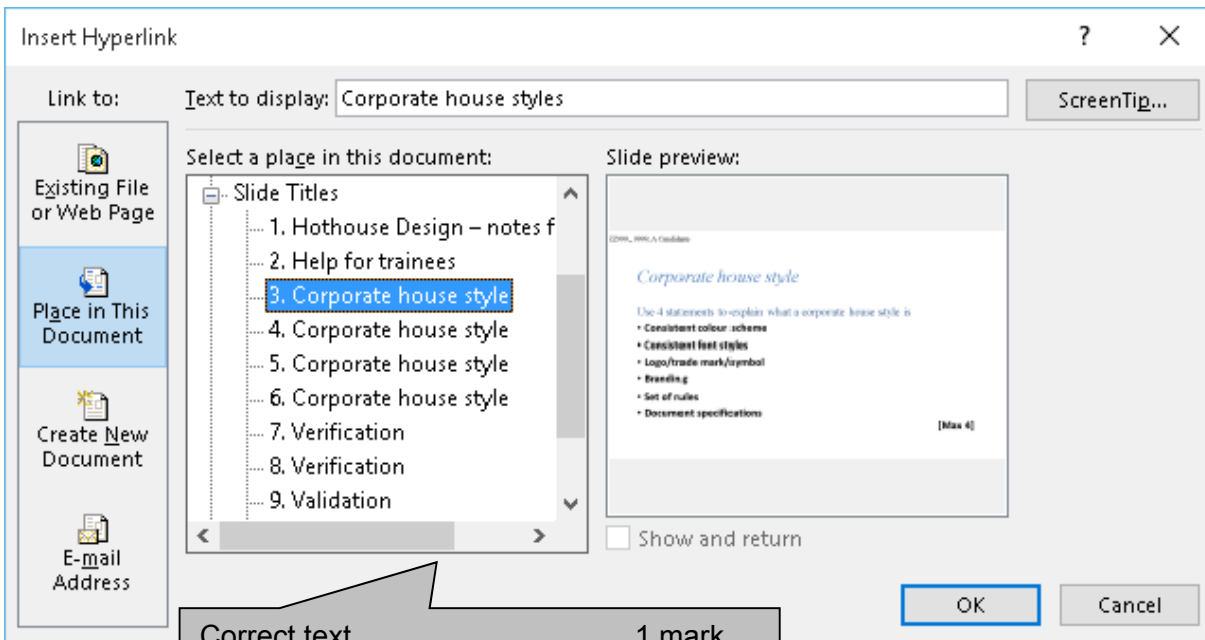 Insert Hyperlink ?
Link to: Text to display: Corporate house styles ScreenTip...
Select a place in this document: Slide preview:
Existing File
or Web Page
Place in This
Document
Create New
Document
E-mail
Address
Slide Titles
1. Hothouse Design – notes f
2. Help for trainees
3. Corporate house style
4. Corporate house style
5. Corporate house style
6. Corporate house style
7. Verification
8. Verification
9. Validation
Corporate house style
Use 4 statements to explain what a corporate house style is
• Consistent colour scheme
• Consistent font styles
• Logo/trade mark/symbol
• Branding
• Set of rules
• Document specifications
[Max 4]
Show and return
OK Cancel
Correct text 1 mark